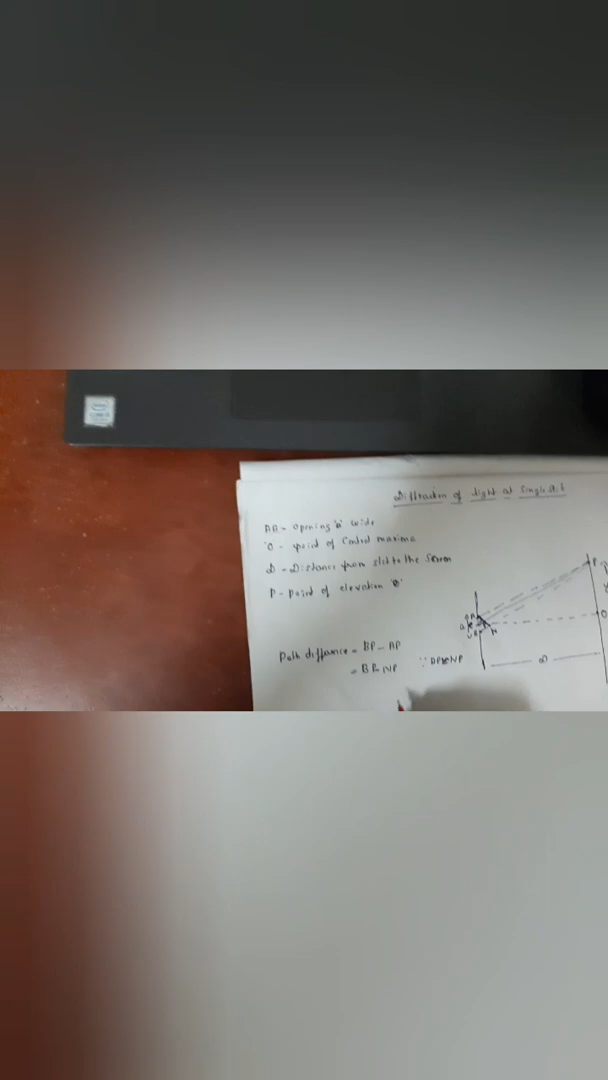 Diffraction of light at Single slit
AB - Opening 'a' wide
'O' - point of Central maxima
D - Distance from slit to the Screen
P - point of elevation 'θ'
P
A
a
B
N
O
D
Path diffrance = BP - AP
= BP - NP ∵ AP = NP